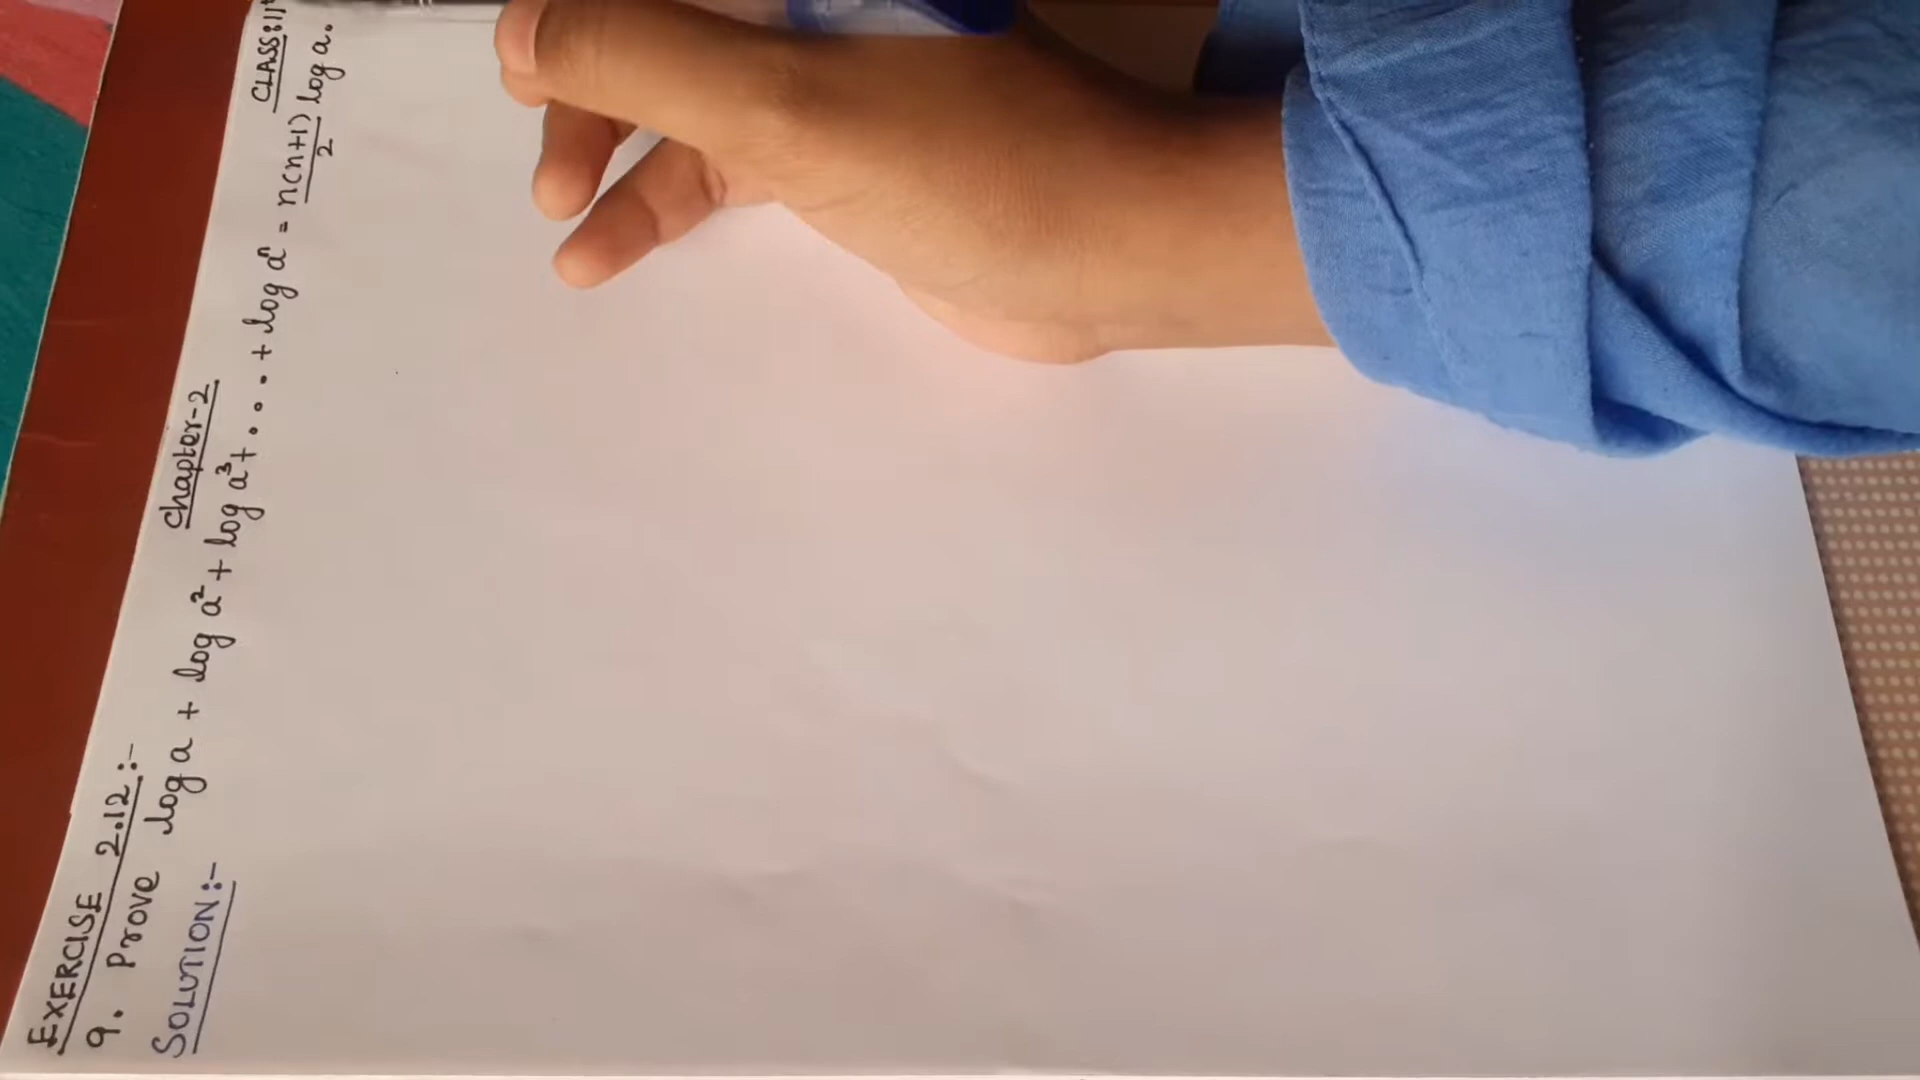 CLASS:11
EXERCISE 2.12:- Chapter-2
9. Prove log a + log a² + log a³ + .... + log aⁿ = n(n+1)/2 log a.
SOLUTION:-